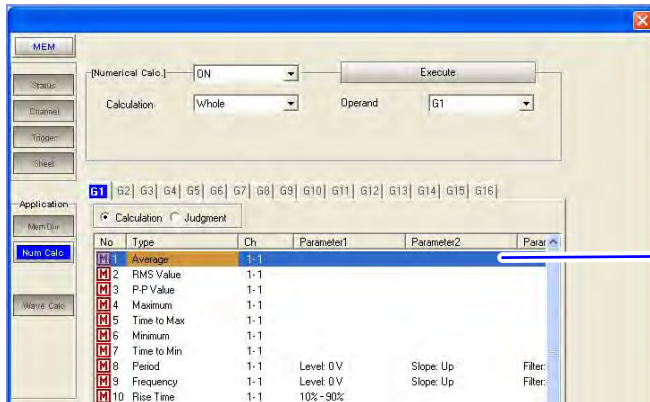 MEM
[Numerical Calc.] ON Execute
Status
Calculation Whole Operand G1
Channel
Trigger
Sheet
G1 G2 G3 G4 G5 G6 G7 G8 G9 G10 G11 G12 G13 G14 G15 G16
Application
Calculation Judgment
MemDiv
No Type Ch Parameter1 Parameter2 Parar
Num Calc
M 1 Average 1-1
M 2 RMS Value 1-1
M 3 P-P Value 1-1
Wave Calc
M 4 Maximum 1-1
M 5 Time to Max 1-1
M 6 Minimum 1-1
M 7 Time to Min 1-1
M 8 Period 1-1 Level: 0 V Slope: Up Filter:
M 9 Frequency 1-1 Level: 0 V Slope: Up Filter:
M 10 Rise Time 1-1 10% - 90%